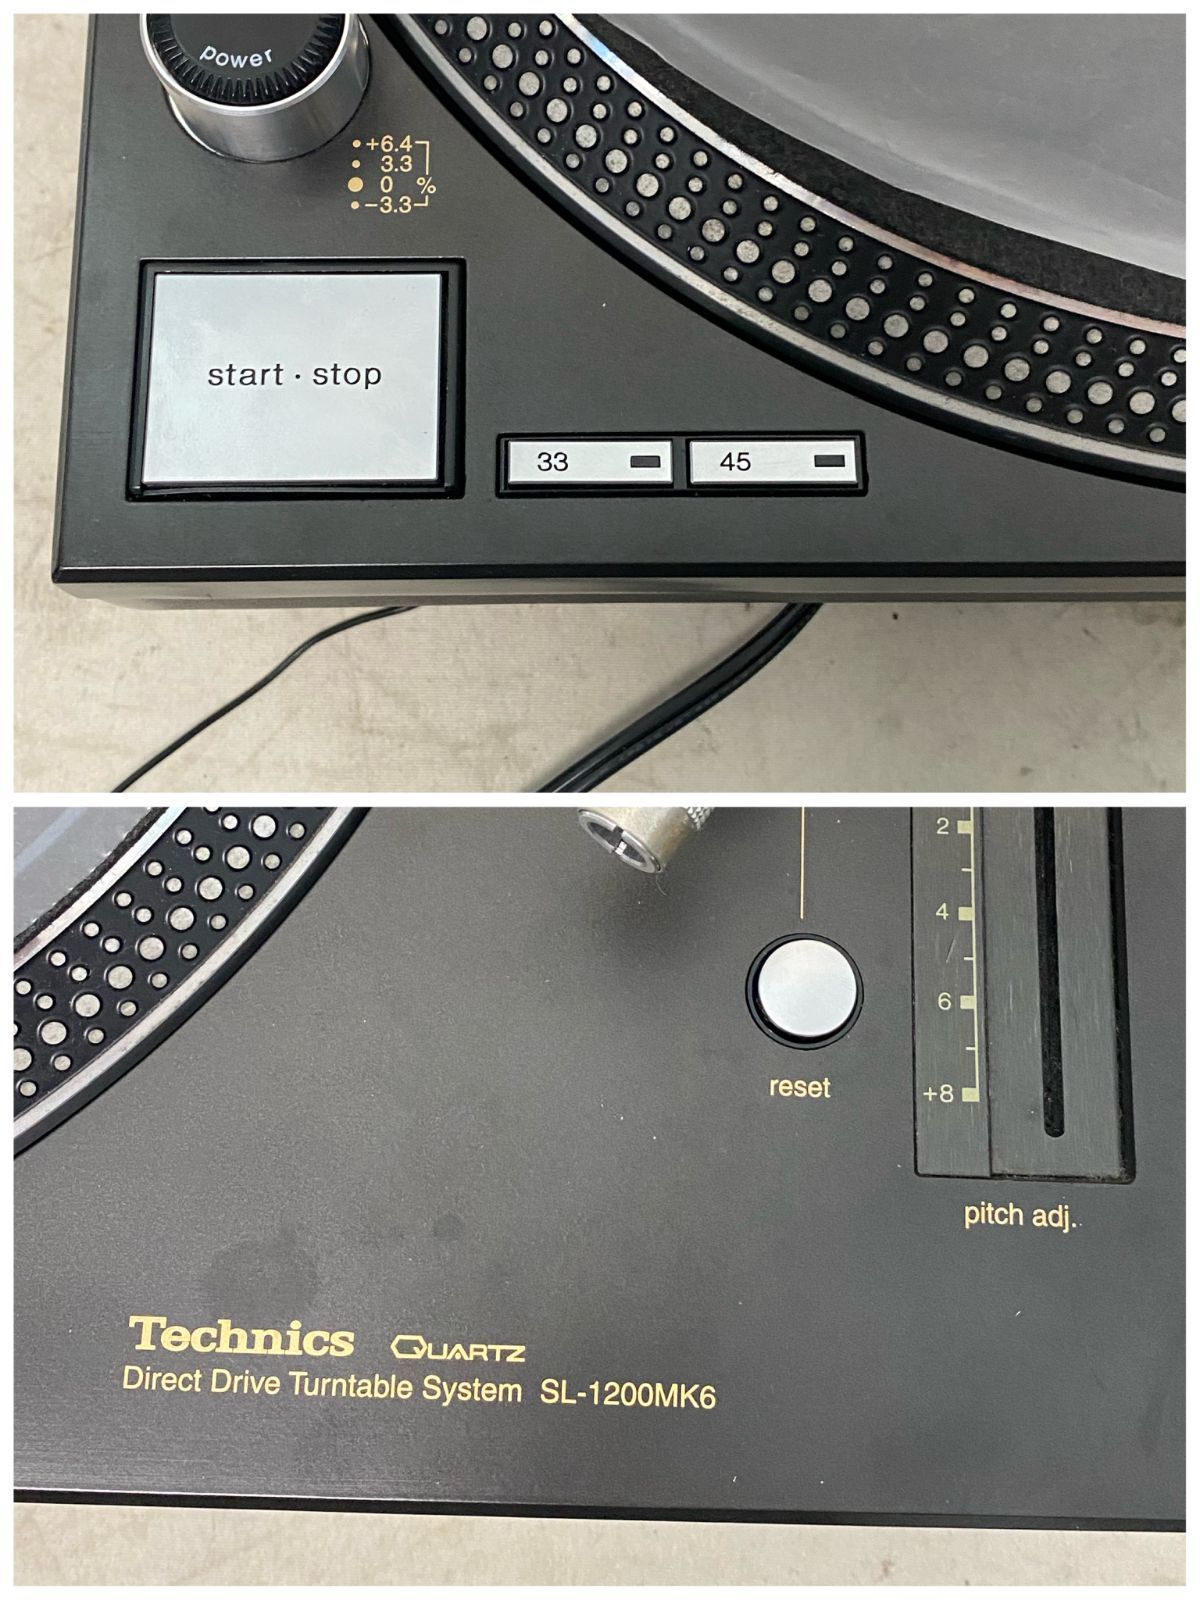 power
+6.4
3.3
0 %
−3.3
start · stop
33
45
2
4
6
+8
reset
pitch adj.
Technics QUARTZ
Direct Drive Turntable System SL-1200MK6